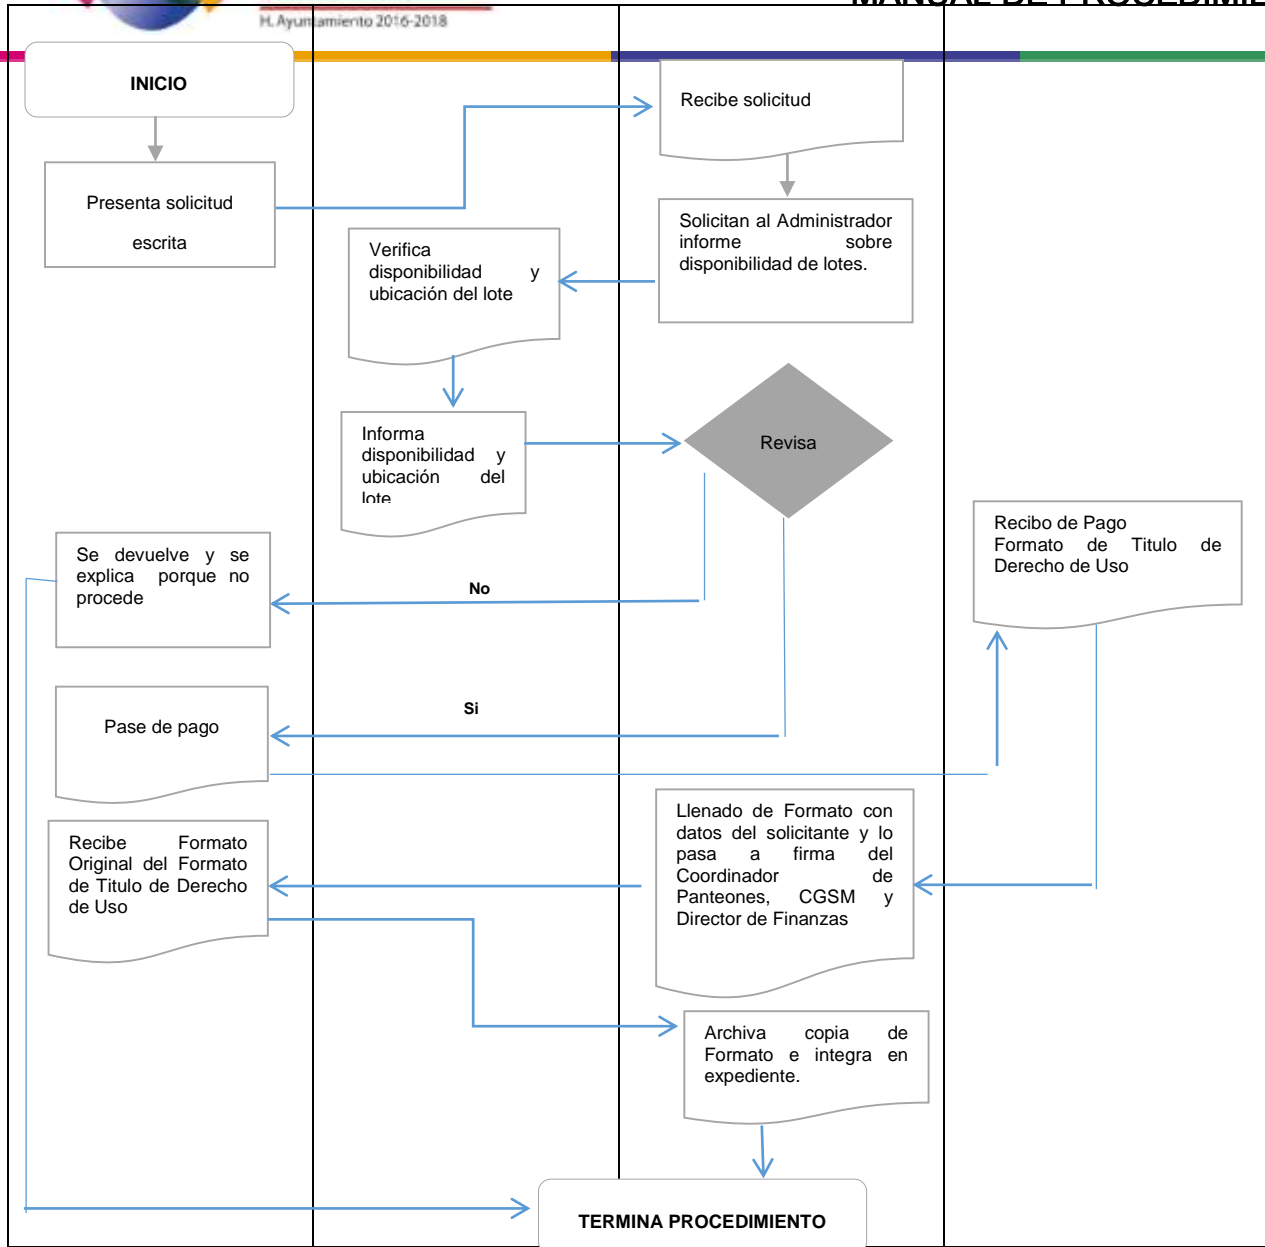 H. Ayuntamiento 2016-2018
INICIO
Recibe solicitud
Presenta solicitud
escrita
Solicitan al Administrador
informe sobre
disponibilidad de lotes.
Verifica
disponibilidad y
ubicación del lote
Informa
disponibilidad y
ubicación del
lote
Revisa
Recibo de Pago
Formato de Titulo de
Derecho de Uso
Se devuelve y se
explica porque no
procede
No
Pase de pago
Si
Llenado de Formato con
datos del solicitante y lo
pasa a firma del
Coordinador de
Panteones, CGSM y
Director de Finanzas
Recibe Formato
Original del Formato
de Titulo de Derecho
de Uso
Archiva copia de
Formato e integra en
expediente.
TERMINA PROCEDIMIENTO